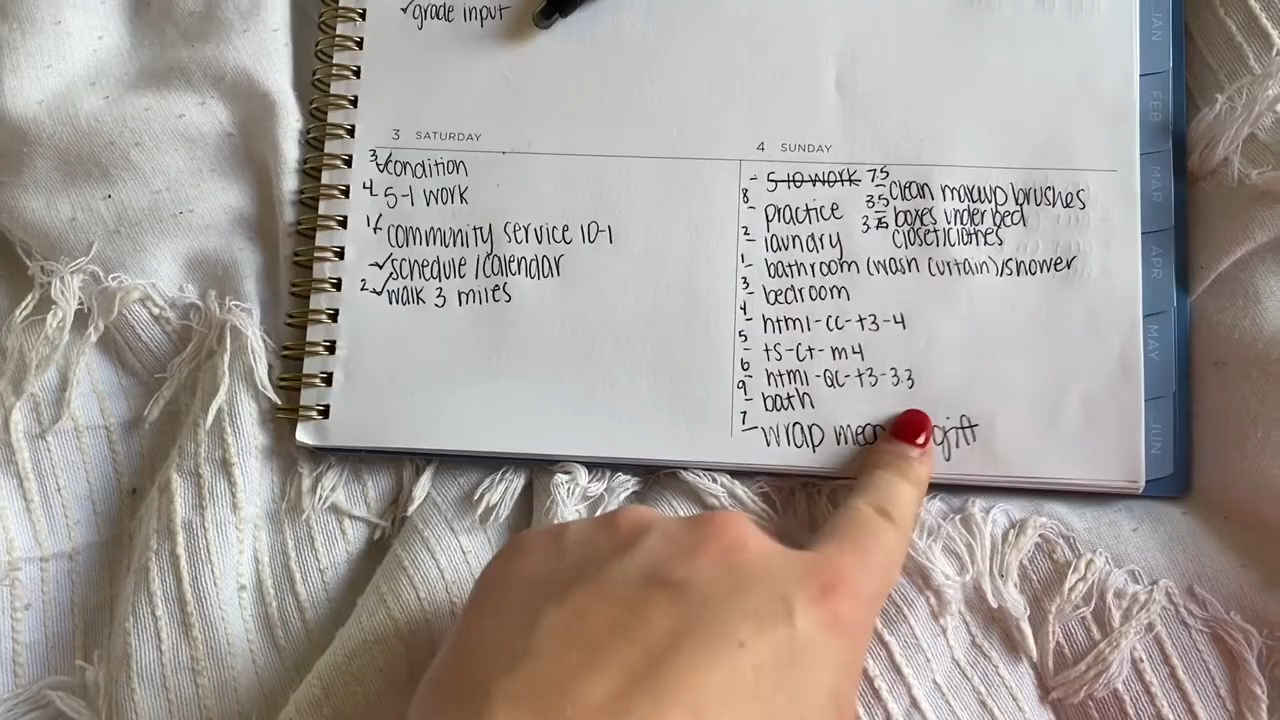 ✓grade input
3 SATURDAY
3✓condition
4 5-1 work
1✓community service 10-1
✓schedule/calendar
2✓walk 3 miles
4 SUNDAY
- 5-10 work 7.5
3.5- clean makeup brushes
8- practice
boxes under bed
2- laundry
closet/clothes
1- bathroom (wash curtain)/shower
3- bedroom
4- html-cc-t3-4
5- ts-ct-m4
6- html-QC-t3-3.3
9- bath
7- wrap gift
JAN
FEB
MAR
APR
MAY
JUN